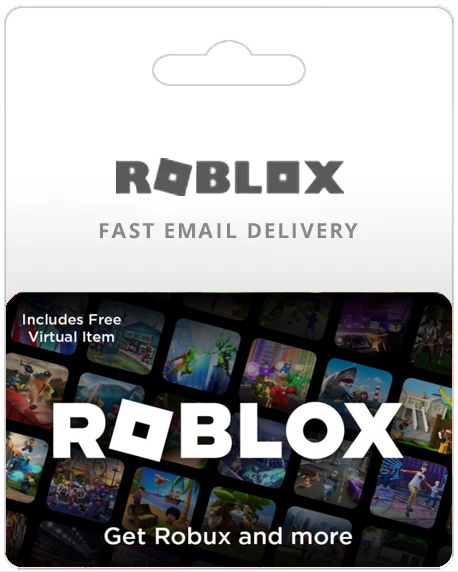 ROBLOX
FAST EMAIL DELIVERY
Includes Free
Virtual Item
ROBLOX
Get Robux and more